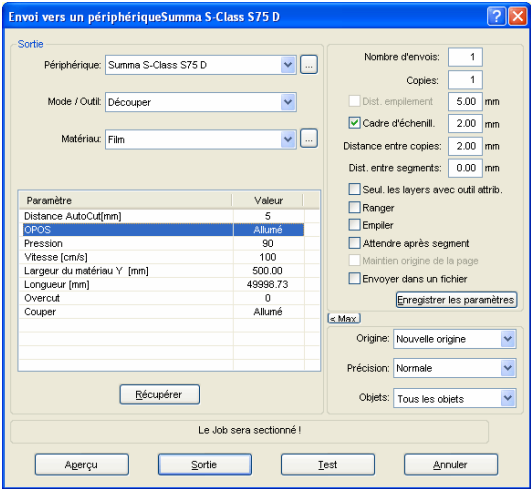 Envoi vers un périphériqueSumma S-Class S75 D
Sortie
Périphérique: Summa S-Class S75 D ...
Mode / Outil: Découper
Matériau: Film ...
Paramètre Valeur
Distance AutoCut[mm] 5
OPOS Allumé
Pression 90
Vitesse [cm/s] 100
Largeur du matériau Y [mm] 500.00
Longueur [mm] 49998.73
Overcut 0
Couper Allumé
Récupérer
Nombre d'envois: 1
Copies: 1
Dist. empilement 5.00 mm
Cadre d'échenill. 2.00 mm
Distance entre copies: 2.00 mm
Dist. entre segments: 0.00 mm
Seul. les layers avec outil attrib.
Ranger
Empiler
Attendre après segment
Maintien origine de la page
Envoyer dans un fichier
Enregistrer les paramètres
< Max
Origine: Nouvelle origine
Précision: Normale
Objets: Tous les objets
Le Job sera sectionné !
Aperçu Sortie Test Annuler